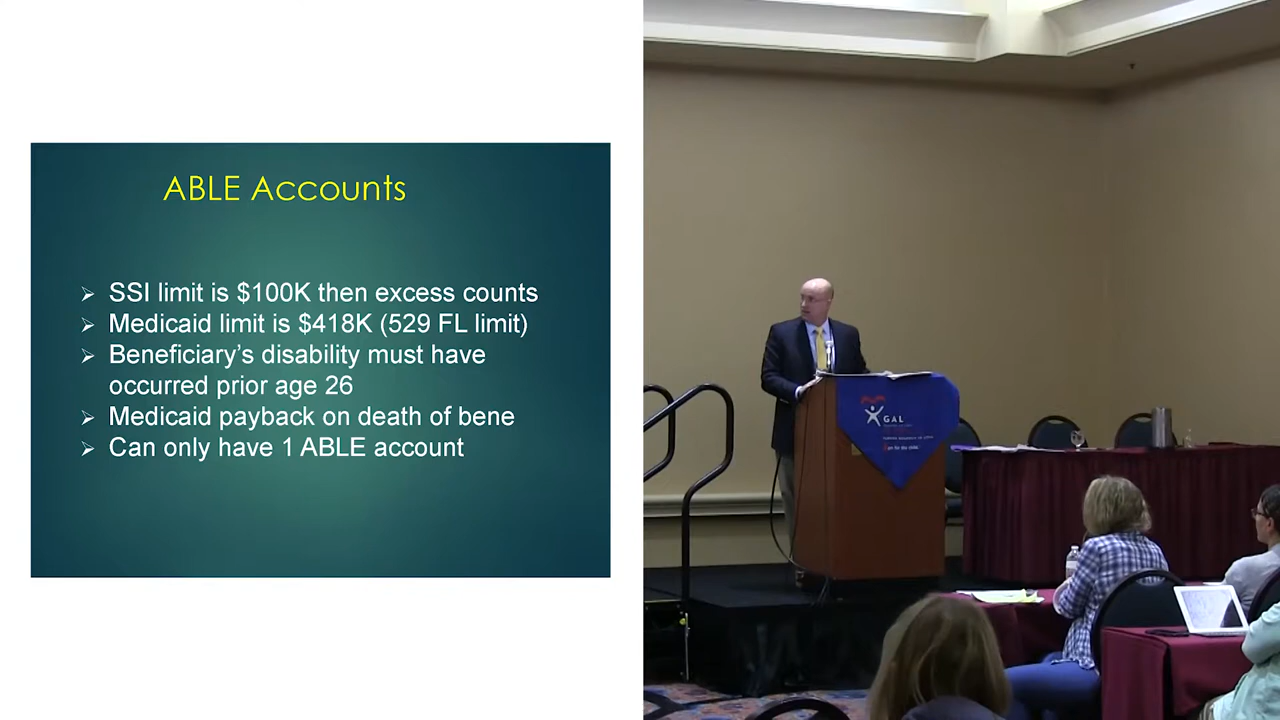 ABLE Accounts
SSI limit is $100K then excess counts
Medicaid limit is $418K (529 FL limit)
Beneficiary's disability must have
occurred prior age 26
Medicaid payback on death of bene
Can only have 1 ABLE account
GAL